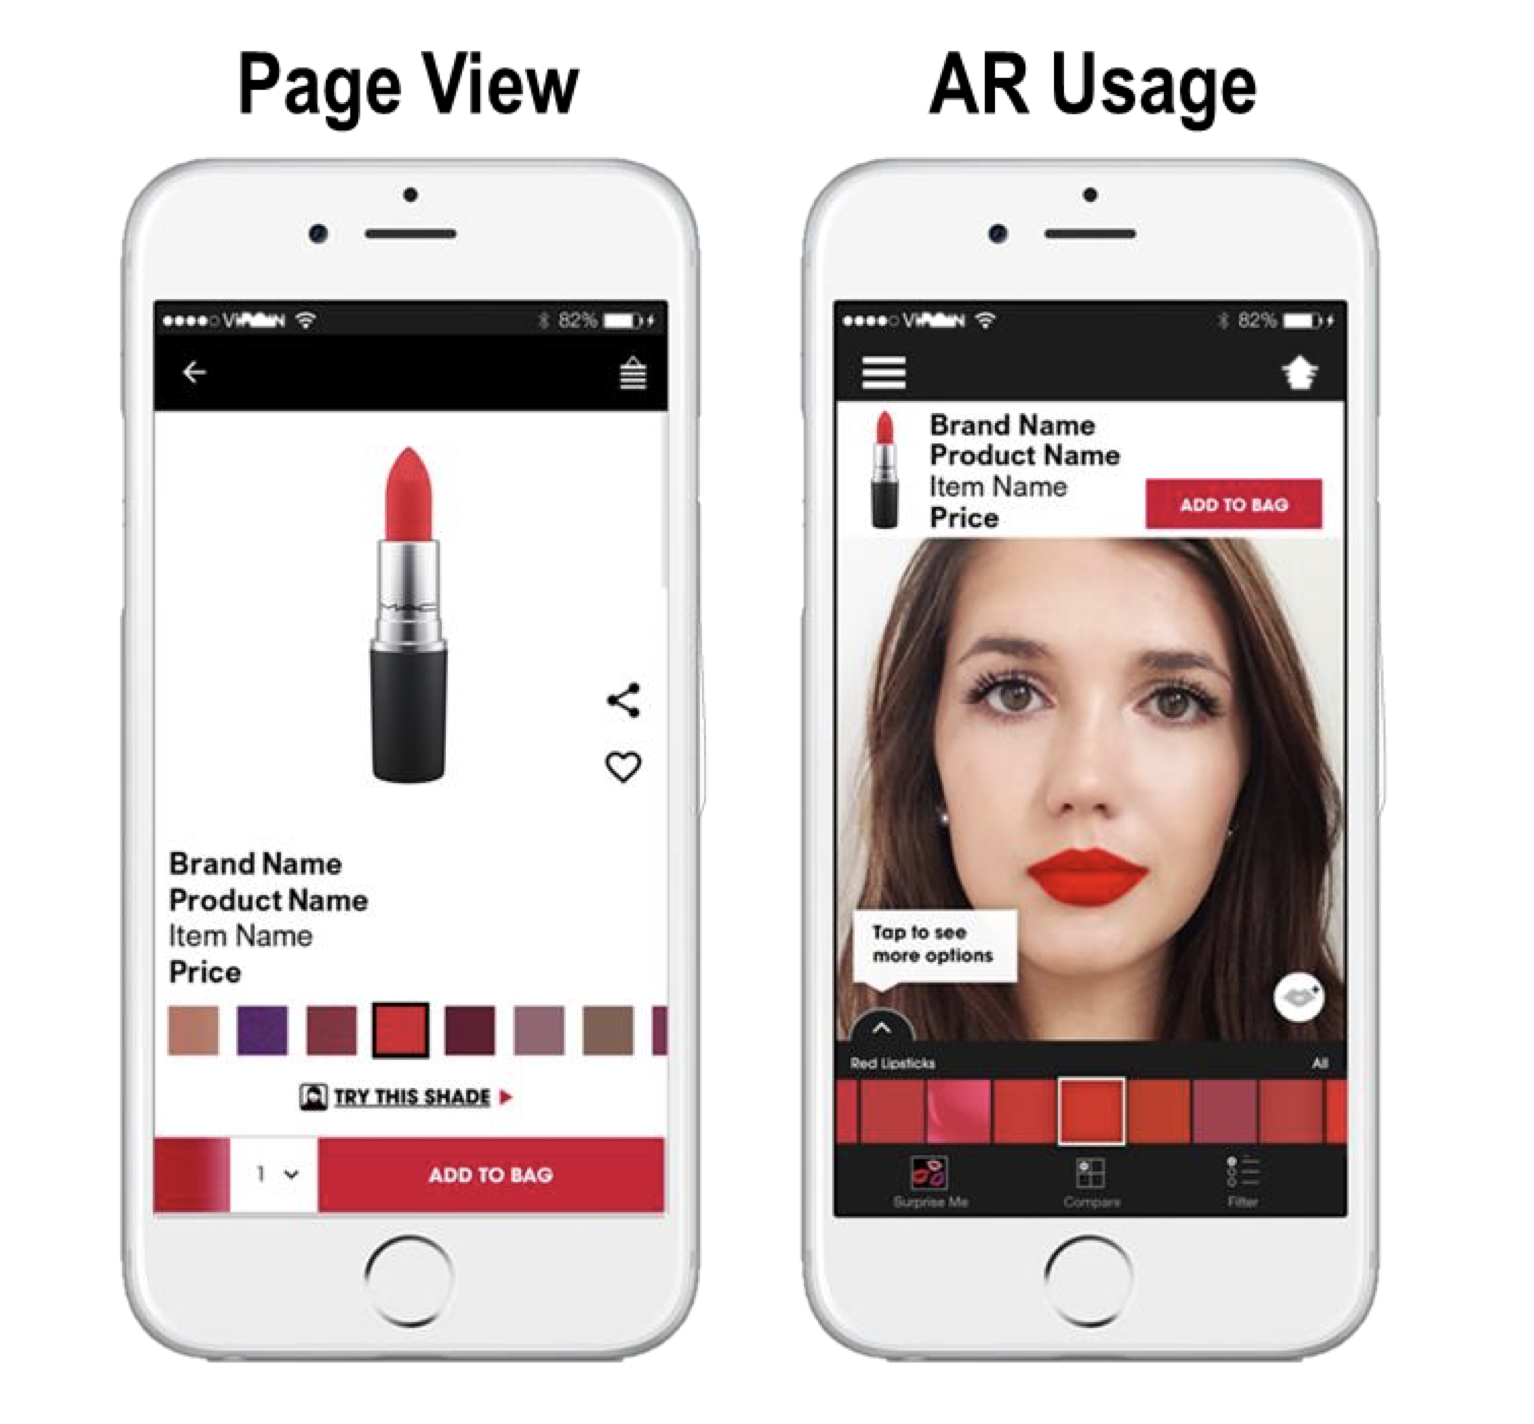 Page View
AR Usage
82%
MAC
Brand Name
Product Name
Item Name
Price
TRY THIS SHADE
1
ADD TO BAG
82%
Brand Name
Product Name
Item Name
Price
ADD TO BAG
Tap to see
more options
Red Lipsticks
All
Surprise Me
Compare
Filter